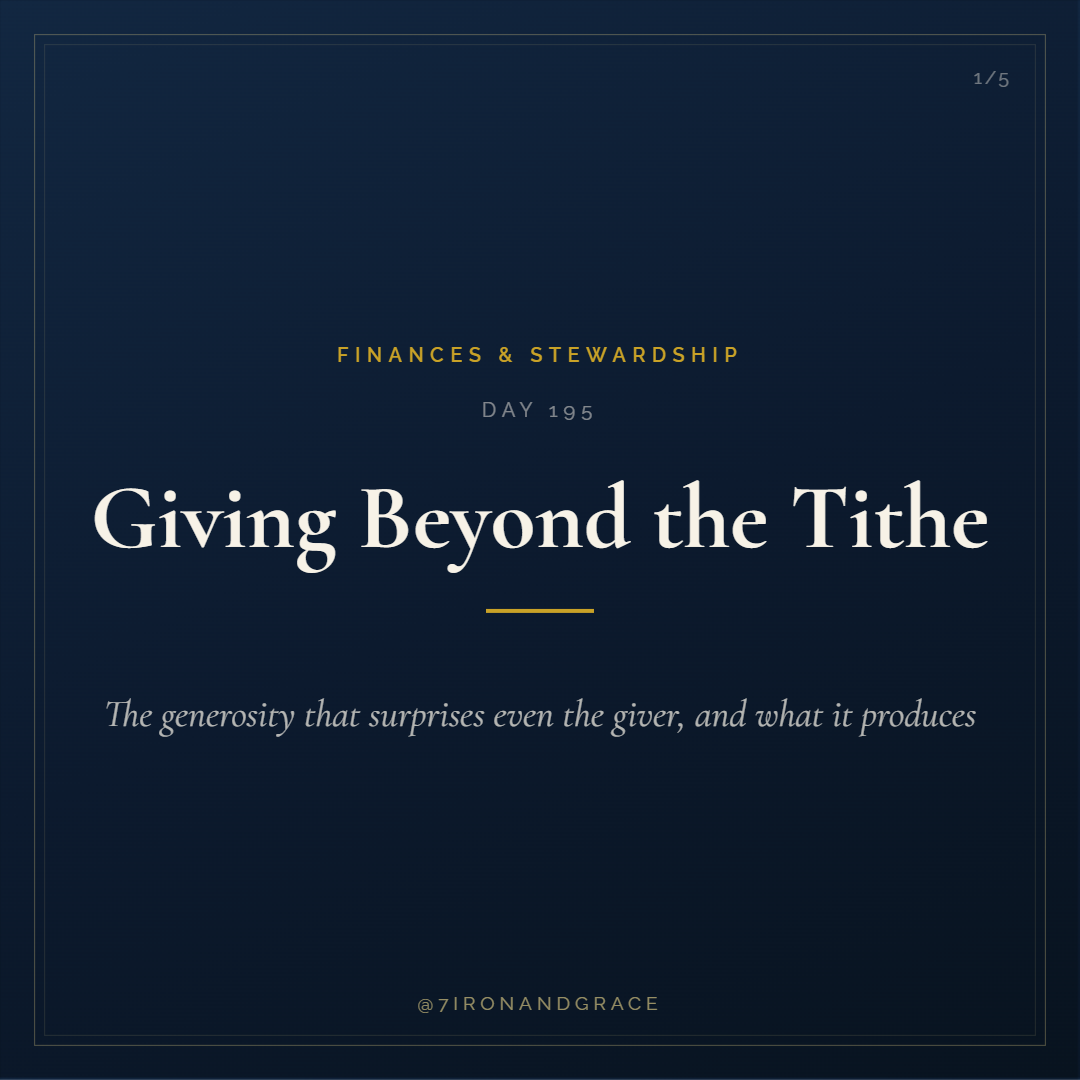 1/5
FINANCES & STEWARDSHIP
DAY 195
Giving Beyond the Tithe
The generosity that surprises even the giver, and what it produces
@7IRONANDGRACE